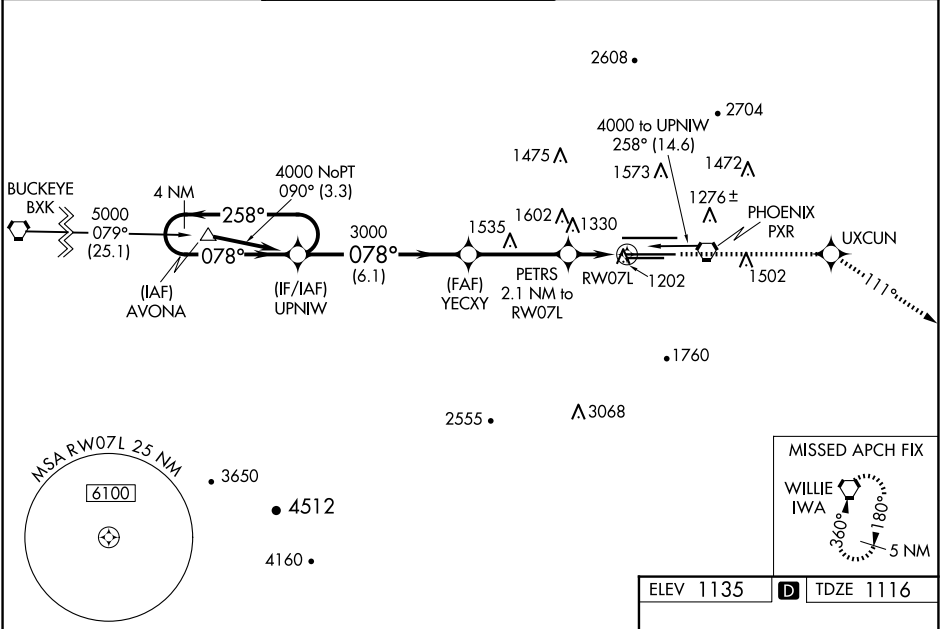 2608
2704
4000 to UPNIW
258° (14.6)
1475
1573
1472
4000 NoPT
090° (3.3)
BUCKEYE
BXK
4 NM
1276±
5000
079°
(25.1)
258°
078°
1535
1602
1330
PHOENIX
PXR
UXCUN
3000
078°
(6.1)
(IAF)
AVONA
(IF/IAF)
UPNIW
(FAF)
YECXY
PETRS
2.1 NM to
RW07L
RW07L
1202
1502
111°
1760
2555
3068
MSA RW07L 25 NM
6100
3650
4512
4160
MISSED APCH FIX
WILLIE
IWA
360°
180°
5 NM
ELEV 1135
D
TDZE 1116